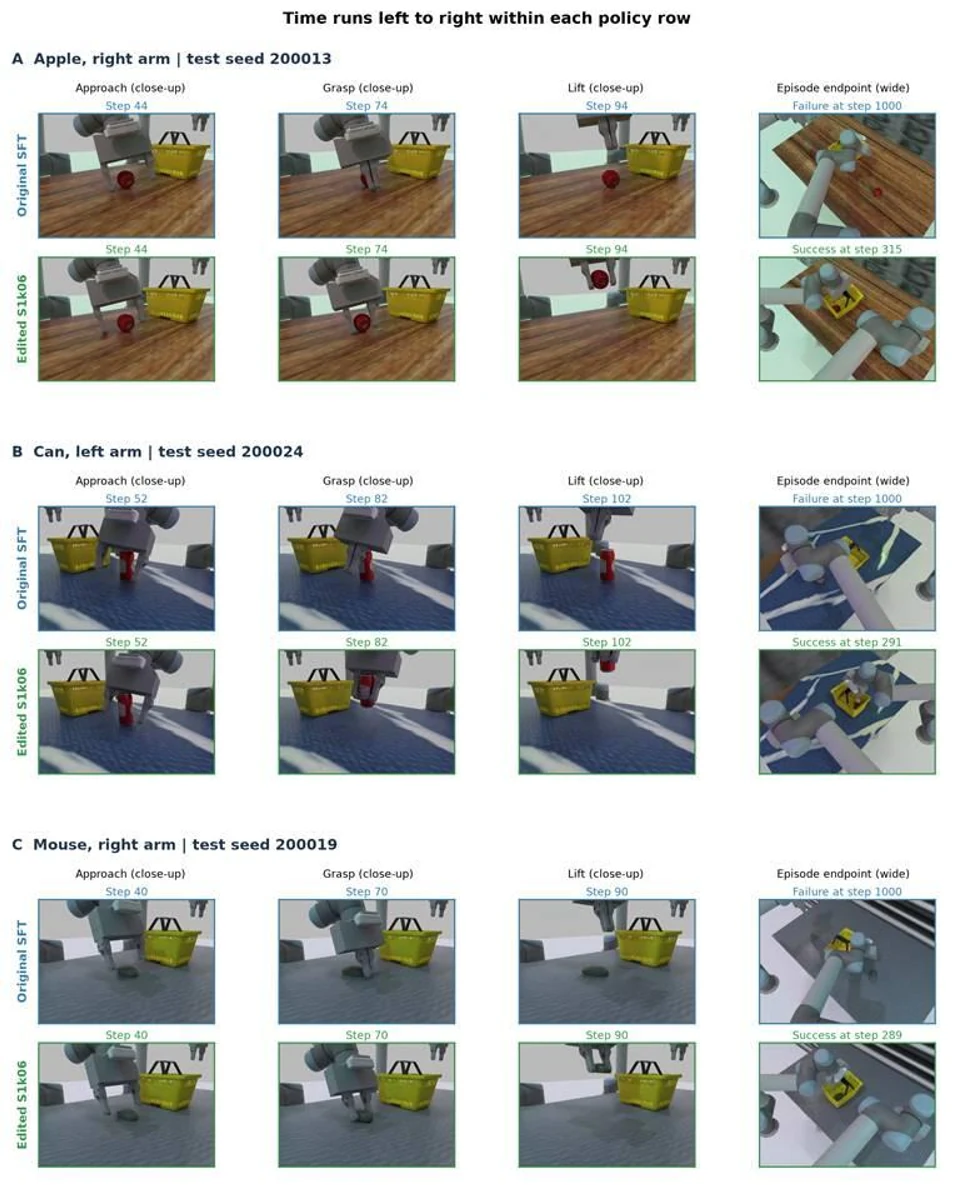 Time runs left to right within each policy row
A Apple, right arm | test seed 200013
Approach (close-up) Grasp (close-up) Lift (close-up) Episode endpoint (wide)
Step 44 Step 74 Step 94 Failure at step 1000
Original SFT
Step 44 Step 74 Step 94 Success at step 315
Edited S1k06
B Can, left arm | test seed 200024
Approach (close-up) Grasp (close-up) Lift (close-up) Episode endpoint (wide)
Step 52 Step 82 Step 102 Failure at step 1000
Original SFT
Step 52 Step 82 Step 102 Success at step 291
Edited S1k06
C Mouse, right arm | test seed 200019
Approach (close-up) Grasp (close-up) Lift (close-up) Episode endpoint (wide)
Step 40 Step 70 Step 90 Failure at step 1000
Original SFT
Step 40 Step 70 Step 90 Success at step 289
Edited S1k06